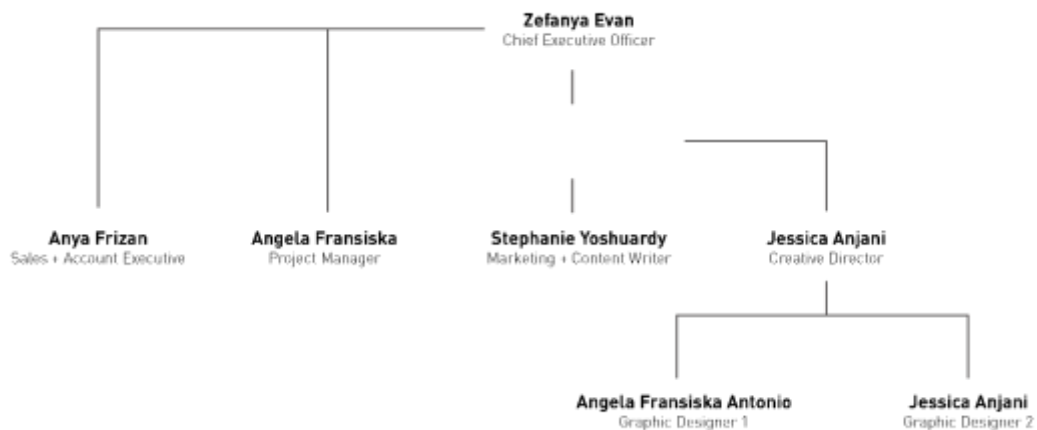 Zefanya Evan
Chief Executive Officer
Anya Frizan
Sales + Account Executive
Angela Fransiska
Project Manager
Stephanie Yoshuardy
Marketing + Content Writer
Jessica Anjani
Creative Director
Angela Fransiska Antonio
Graphic Designer 1
Jessica Anjani
Graphic Designer 2